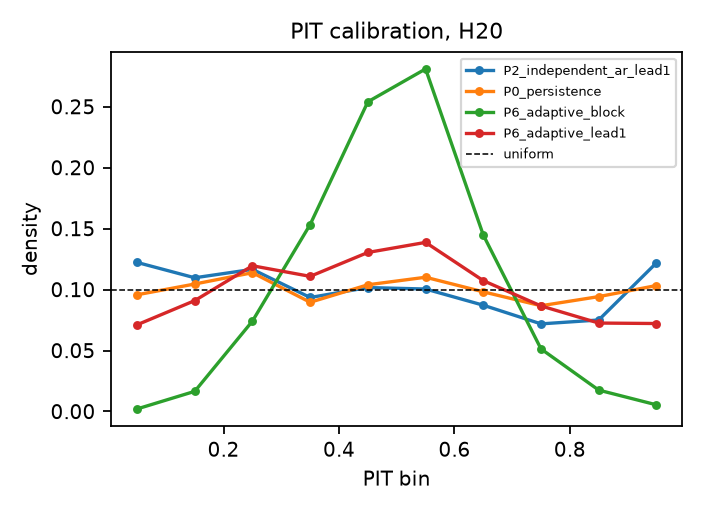 PIT calibration, H20
P2_independent_ar_lead1
P0_persistence
P6_adaptive_block
P6_adaptive_lead1
uniform
density
0.25
0.20
0.15
0.10
0.05
0.00
0.2 0.4 0.6 0.8
PIT bin